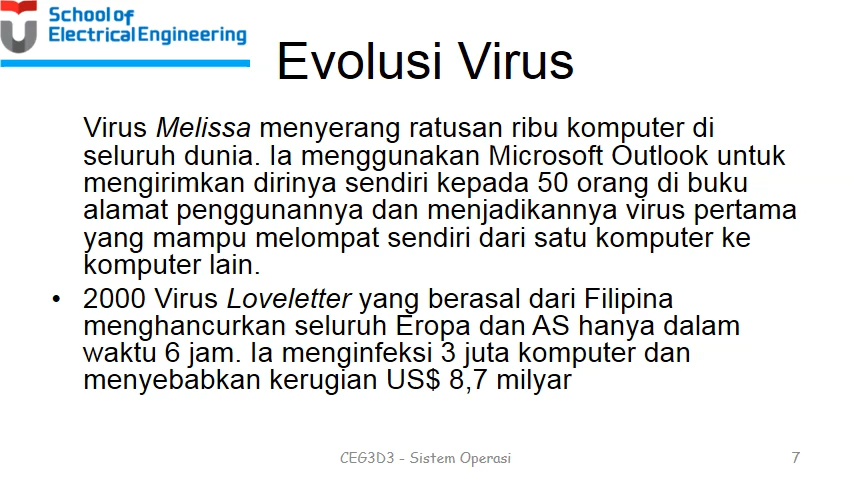 School of
Electrical Engineering
Evolusi Virus
Virus Melissa menyerang ratusan ribu komputer di
seluruh dunia. Ia menggunakan Microsoft Outlook untuk
mengirimkan dirinya sendiri kepada 50 orang di buku
alamat penggunannya dan menjadikannya virus pertama
yang mampu melompat sendiri dari satu komputer ke
komputer lain.
• 2000 Virus Loveletter yang berasal dari Filipina
menghancurkan seluruh Eropa dan AS hanya dalam
waktu 6 jam. Ia menginfeksi 3 juta komputer dan
menyebabkan kerugian US$ 8,7 milyar
CEG3D3 - Sistem Operasi 7